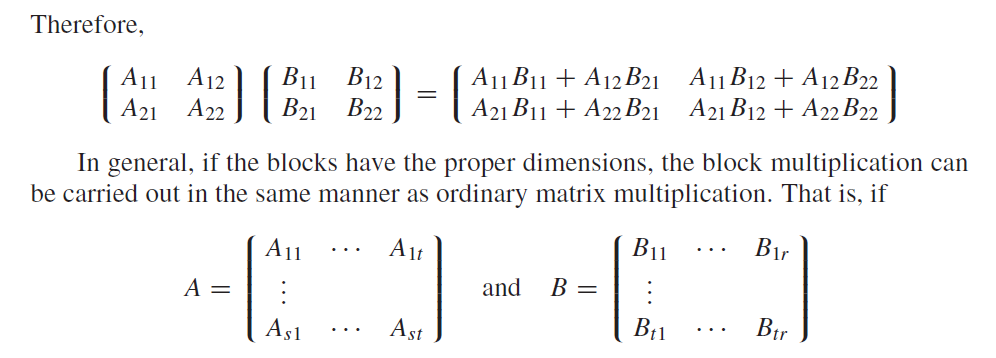 Therefore,
( A₁₁ A₁₂ ) ( B₁₁ B₁₂ ) = ( A₁₁B₁₁ + A₁₂B₂₁ A₁₁B₁₂ + A₁₂B₂₂ )
( A₂₁ A₂₂ ) ( B₂₁ B₂₂ ) ( A₂₁B₁₁ + A₂₂B₂₁ A₂₁B₁₂ + A₂₂B₂₂ )
In general, if the blocks have the proper dimensions, the block multiplication can
be carried out in the same manner as ordinary matrix multiplication. That is, if
A₁₁ ⋯ A₁ₜ B₁₁ ⋯ B₁ᵣ
A = ⋮ and B = ⋮
Aₛ₁ ⋯ Aₛₜ Bₜ₁ ⋯ Bₜᵣ